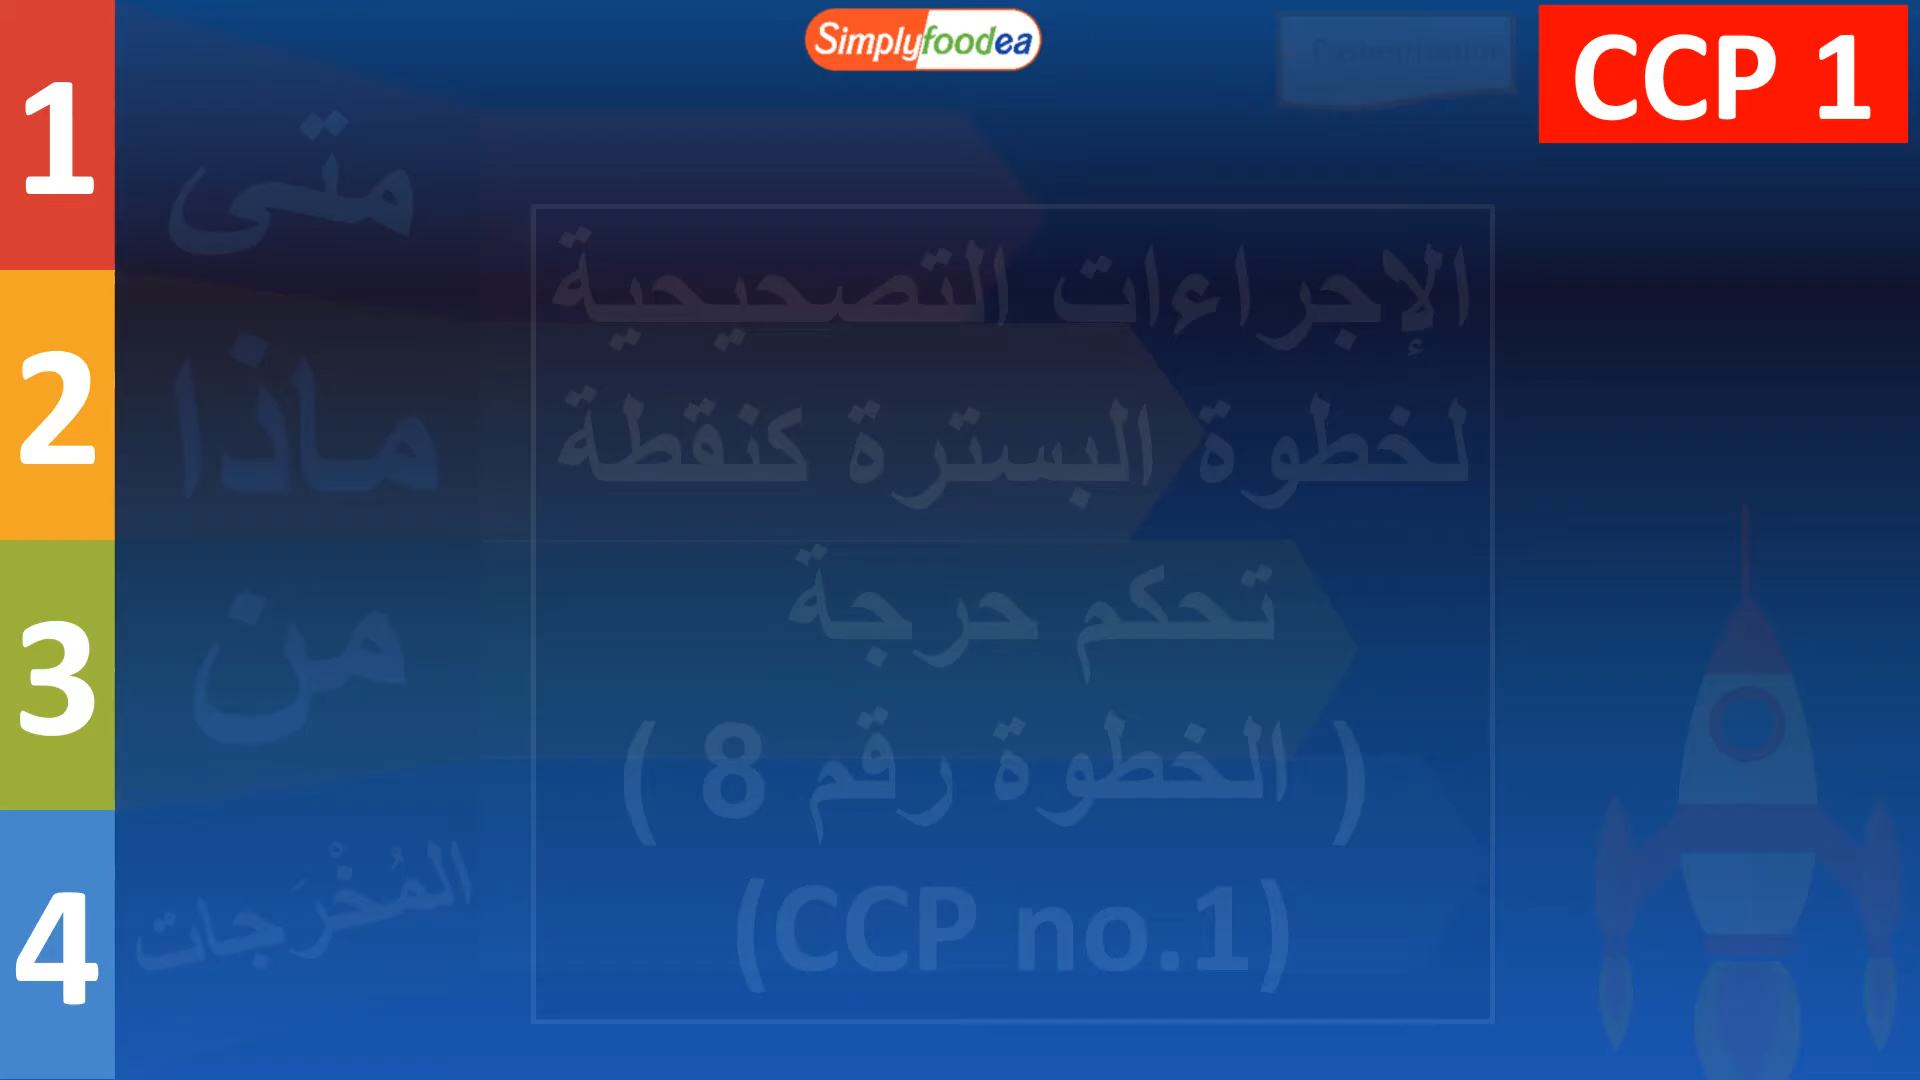 Simplyfoodea
CCP 1
1
متى
2
ماذا
3
من
4
المُخْرَجات
الإجراءات التصحيحية
لخطوة البسترة كنقطة
تحكم حرجة
( الخطوة رقم 8 )
(CCP no.1)